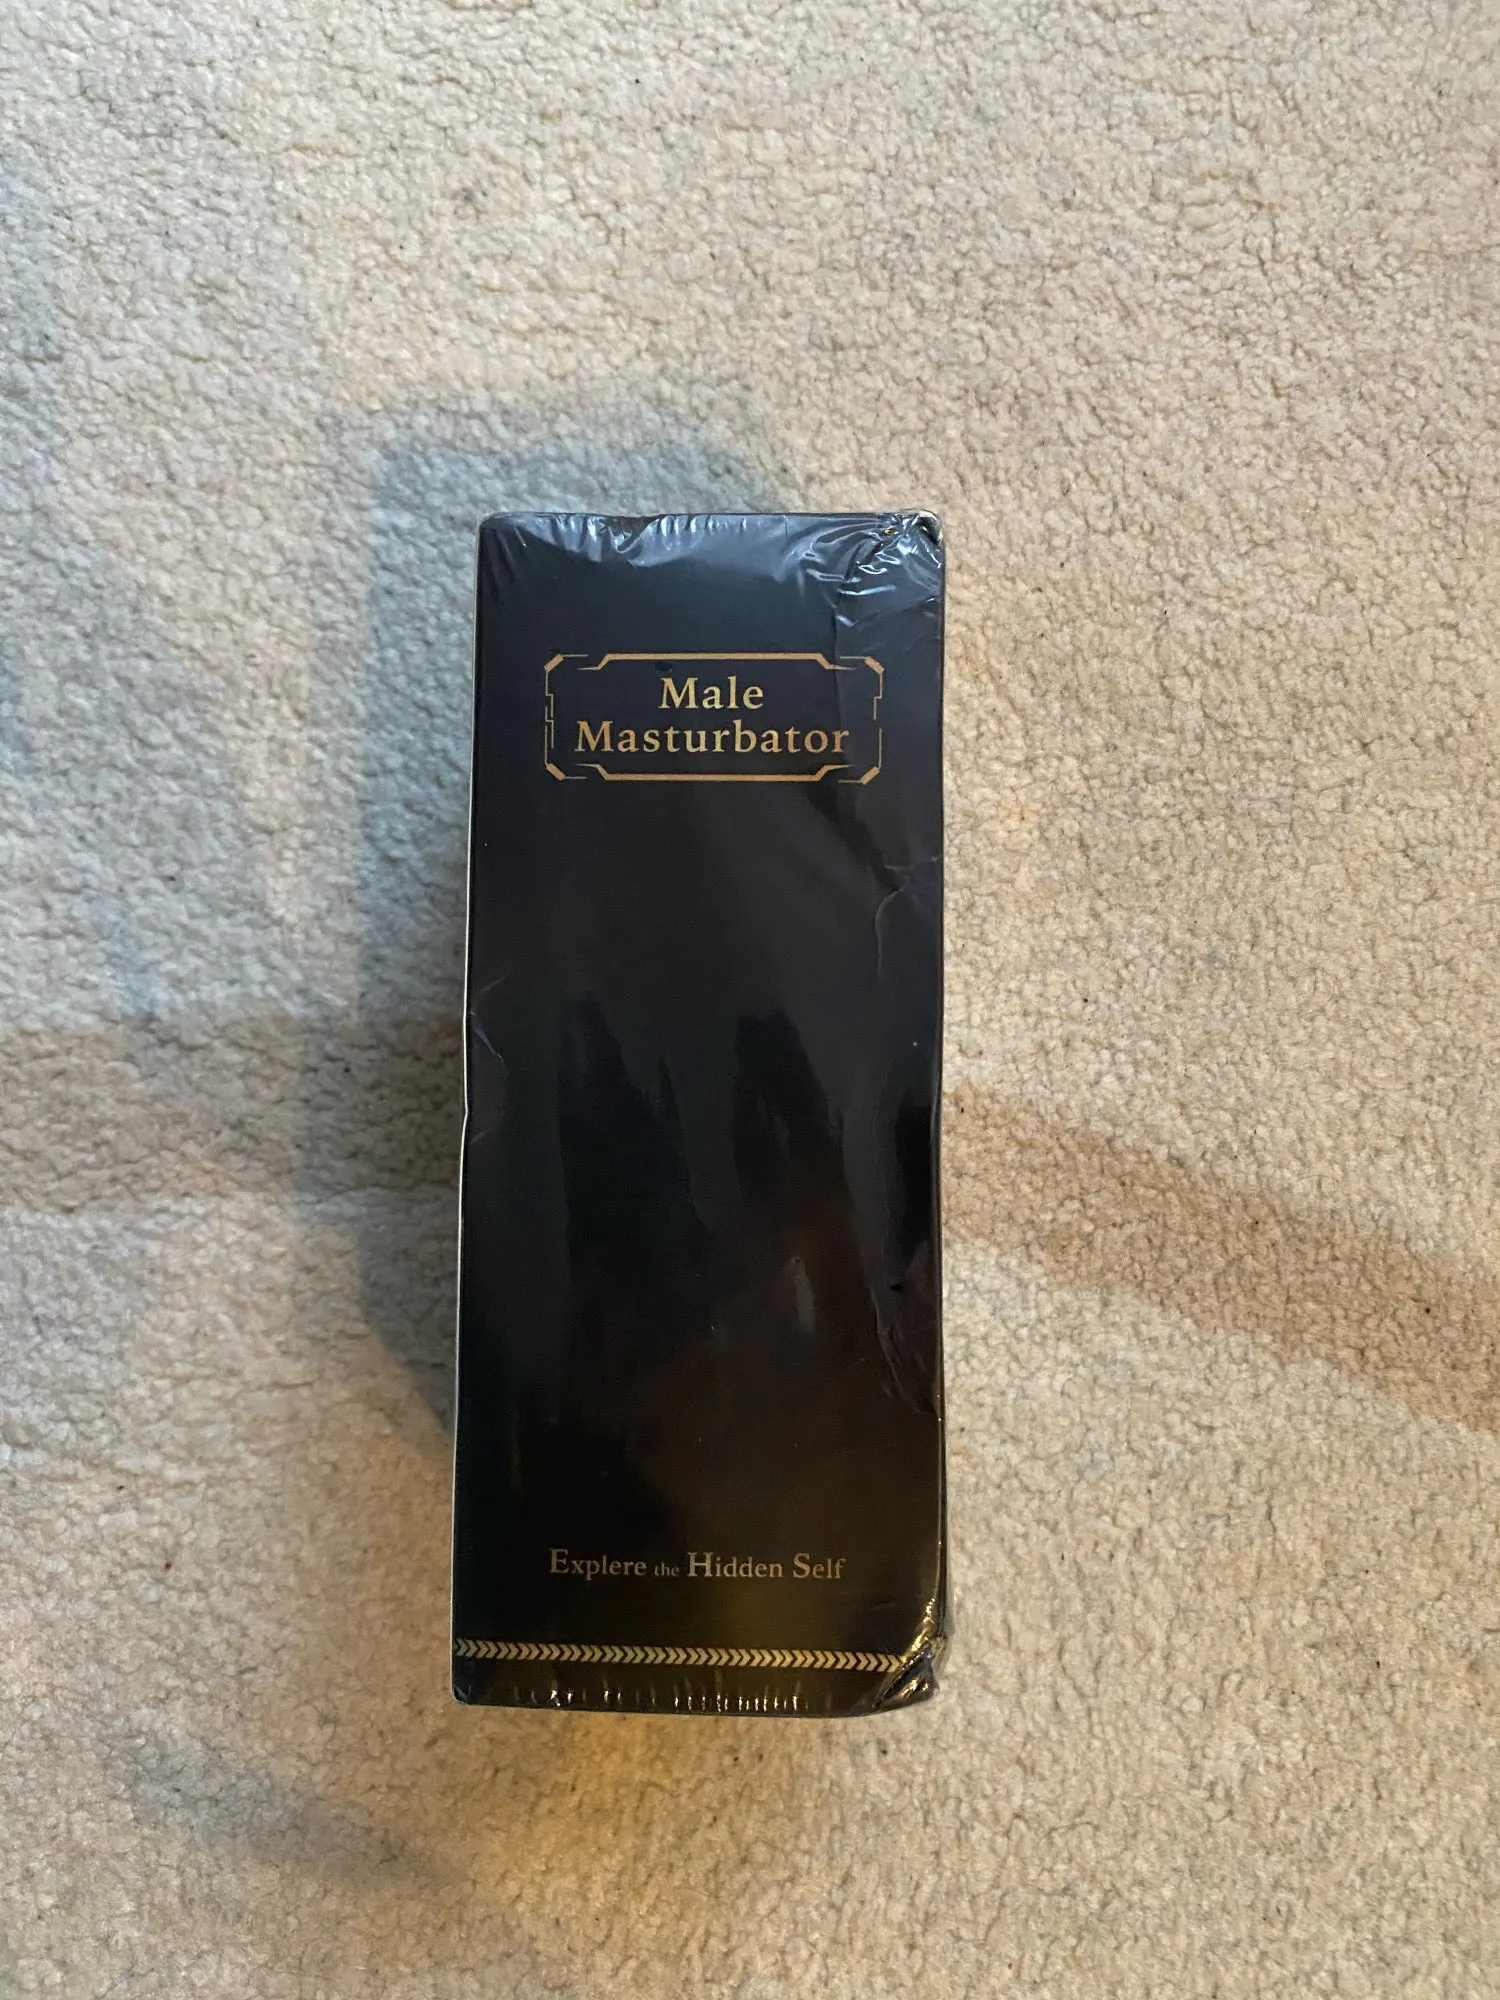 Male
Masturbator
Explere the Hidden Self